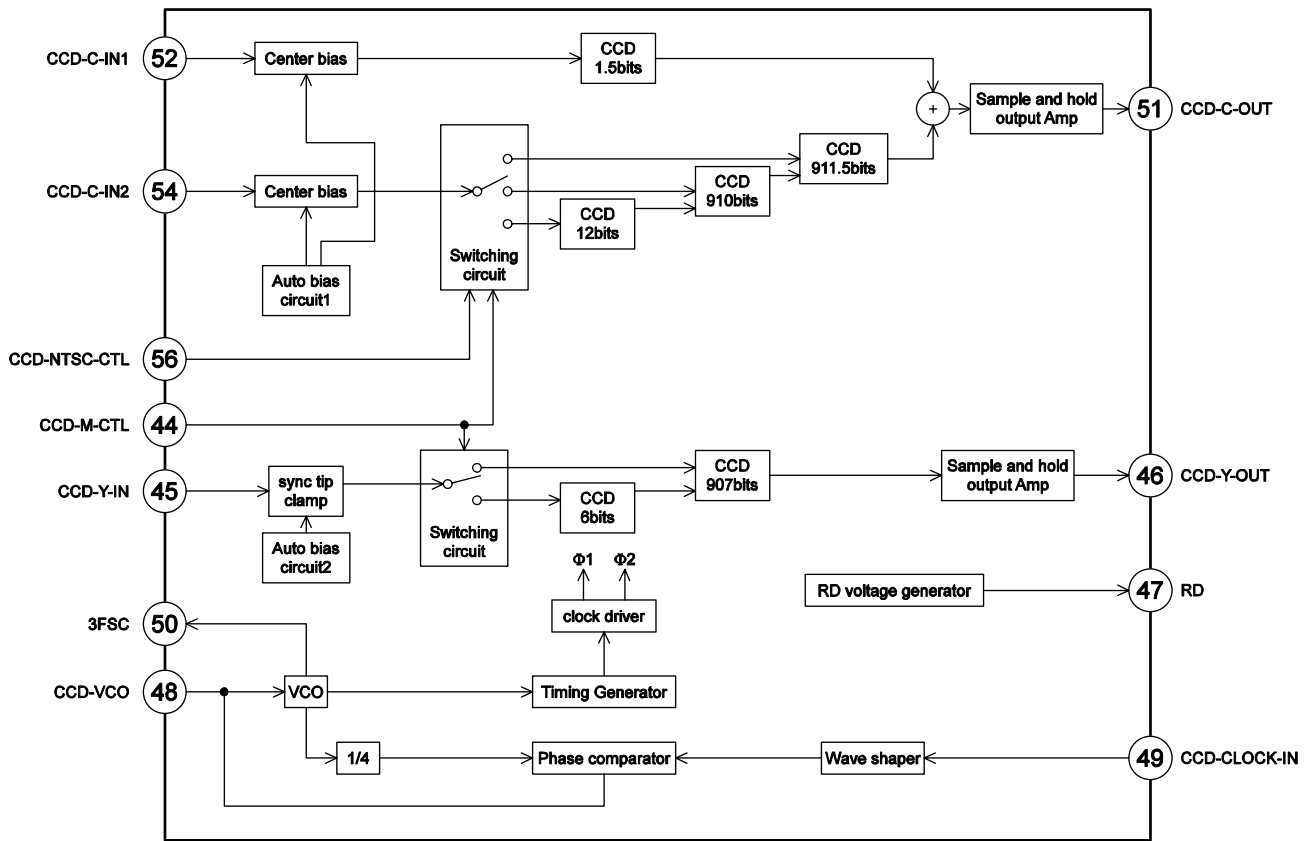 CCD-C-IN1
52
Center bias
CCD
1.5bits
+
Sample and hold
output Amp
51
CCD-C-OUT
CCD-C-IN2
54
Center bias
Switching
circuit
CCD
12bits
CCD
910bits
CCD
911.5bits
Auto bias
circuit1
CCD-NTSC-CTL
56
CCD-M-CTL
44
CCD-Y-IN
45
sync tip
clamp
Auto bias
circuit2
Switching
circuit
CCD
6bits
CCD
907bits
Sample and hold
output Amp
46
CCD-Y-OUT
Φ1
Φ2
clock driver
RD voltage generator
47
RD
3FSC
50
CCD-VCO
48
VCO
Timing Generator
1/4
Phase comparator
Wave shaper
49
CCD-CLOCK-IN